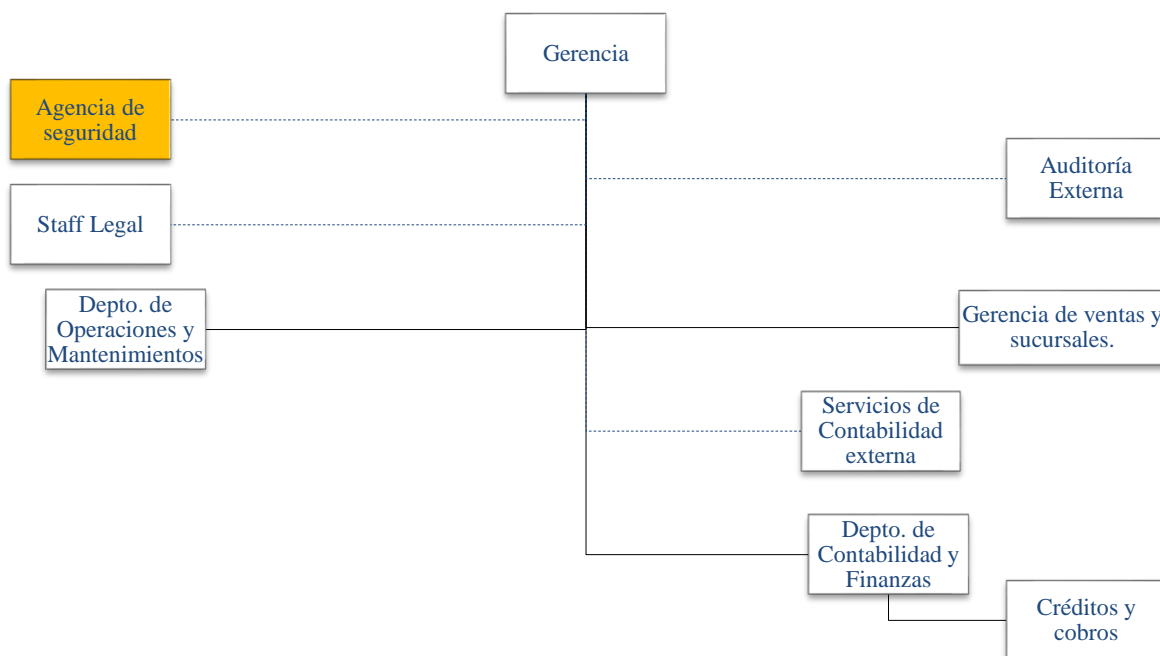 Gerencia
Agencia de
seguridad
Auditoría
Externa
Staff Legal
Depto. de
Operaciones y
Mantenimientos
Gerencia de ventas y
sucursales.
Servicios de
Contabilidad
externa
Depto. de
Contabilidad y
Finanzas
Créditos y
cobros